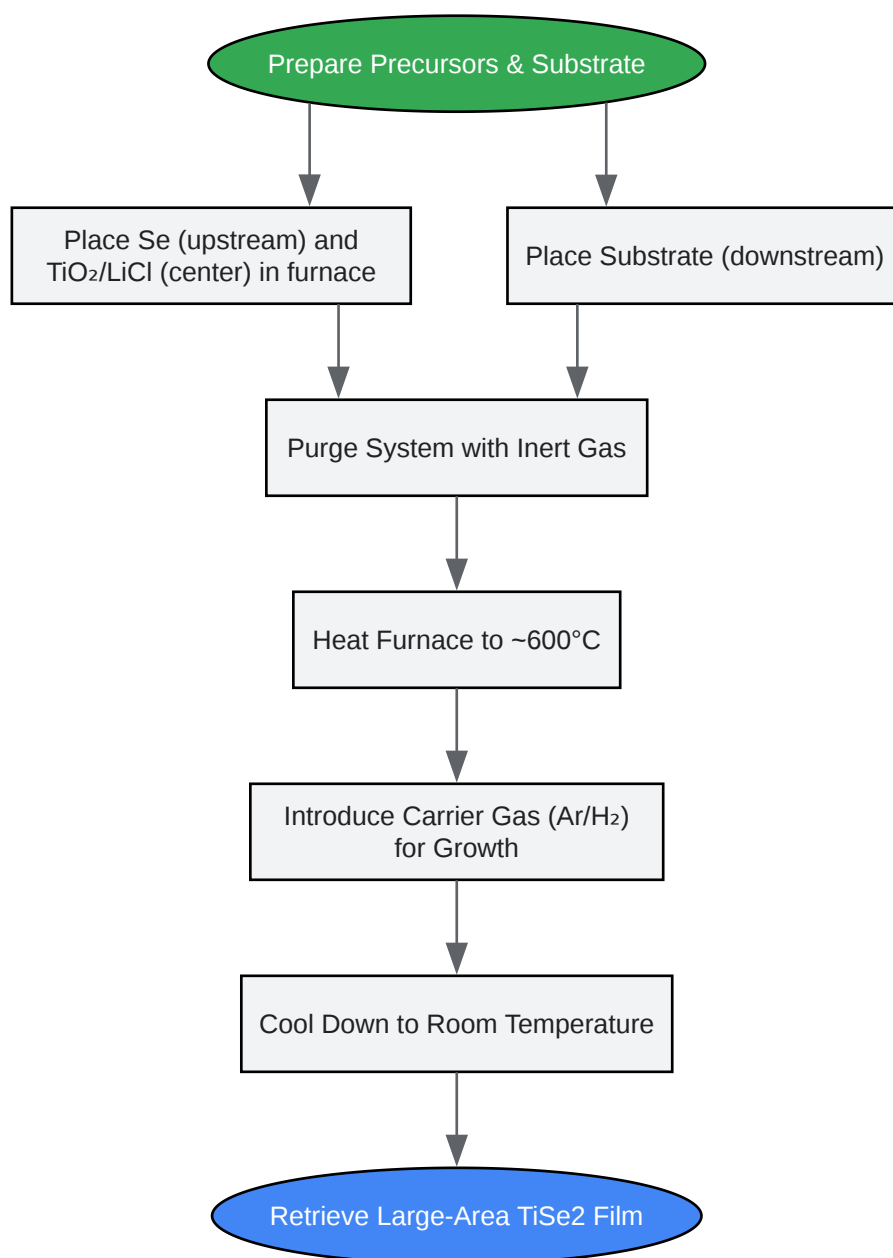 Prepare Precursors & Substrate
Place Se (upstream) and
TiO₂/LiCl (center) in furnace
Place Substrate (downstream)
Purge System with Inert Gas
Heat Furnace to ~600°C
Introduce Carrier Gas (Ar/H₂)
for Growth
Cool Down to Room Temperature
Retrieve Large-Area TiSe2 Film